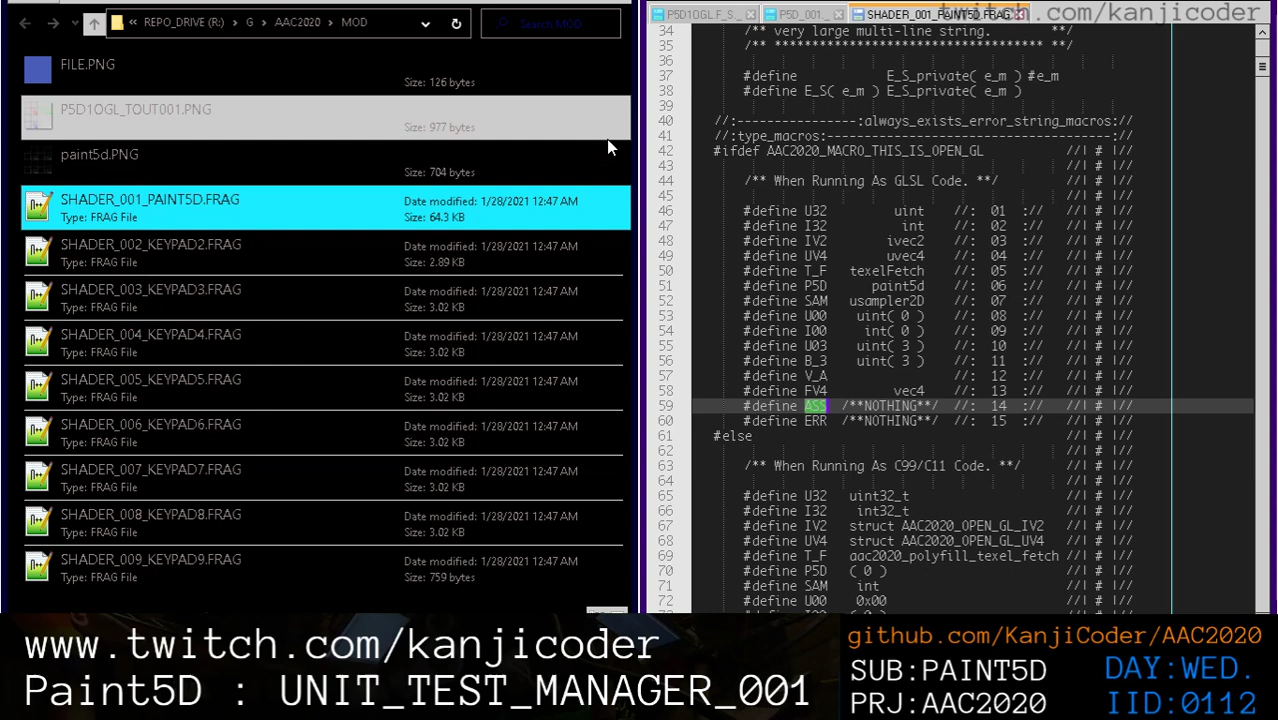 « REPO_DRIVE (R:) > G > AAC2020 > MOD
Search MOD
FILE.PNG
Size: 126 bytes
P5D1OGL_TOUT001.PNG
Size: 977 bytes
paint5d.PNG
Size: 704 bytes
SHADER_001_PAINT5D.FRAG
Type: FRAG File
Date modified: 1/28/2021 12:47 AM
Size: 64.3 KB
SHADER_002_KEYPAD2.FRAG
Type: FRAG File
Date modified: 1/28/2021 12:47 AM
Size: 2.89 KB
SHADER_003_KEYPAD3.FRAG
Type: FRAG File
Date modified: 1/28/2021 12:47 AM
Size: 3.02 KB
SHADER_004_KEYPAD4.FRAG
Type: FRAG File
Date modified: 1/28/2021 12:47 AM
Size: 3.02 KB
SHADER_005_KEYPAD5.FRAG
Type: FRAG File
Date modified: 1/28/2021 12:47 AM
Size: 3.02 KB
SHADER_006_KEYPAD6.FRAG
Type: FRAG File
Date modified: 1/28/2021 12:47 AM
Size: 3.02 KB
SHADER_007_KEYPAD7.FRAG
Type: FRAG File
Date modified: 1/28/2021 12:47 AM
Size: 3.02 KB
SHADER_008_KEYPAD8.FRAG
Type: FRAG File
Date modified: 1/28/2021 12:47 AM
Size: 3.02 KB
SHADER_009_KEYPAD9.FRAG
Type: FRAG File
Date modified: 1/28/2021 12:47 AM
Size: 759 bytes
P5D1OGL.F_S._ P5D_001_ SHADER_001_PAINT5D.FRAG
twitch.com/kanjicoder
34 /** very large multi-line string. **/
35 /** *********************************** **/
36
37 #define E_S_private( e_m ) #e_m
38 #define E_S( e_m ) E_S_private( e_m )
39
40 //:---------------:always_exists_error_string_macros://
41 //:type_macros:--------------------------------------://
42 #ifdef AAC2020_MACRO_THIS_IS_OPEN_GL //| # |//
43 //| # |//
44 /** When Running As GLSL Code. **/ //| # |//
45 //| # |//
46 #define U32 uint //: 01 :// //| # |//
47 #define I32 int //: 02 :// //| # |//
48 #define IV2 ivec2 //: 03 :// //| # |//
49 #define UV4 uvec4 //: 04 :// //| # |//
50 #define T_F texelFetch //: 05 :// //| # |//
51 #define P5D paint5d //: 06 :// //| # |//
52 #define SAM usampler2D //: 07 :// //| # |//
53 #define U00 uint( 0 ) //: 08 :// //| # |//
54 #define I00 int( 0 ) //: 09 :// //| # |//
55 #define U03 uint( 3 ) //: 10 :// //| # |//
56 #define B_3 uint( 3 ) //: 11 :// //| # |//
57 #define V_A //: 12 :// //| # |//
58 #define FV4 vec4 //: 13 :// //| # |//
59 #define ASS /**NOTHING**/ //: 14 :// //| # |//
60 #define ERR /**NOTHING**/ //: 15 :// //| # |//
61 #else //| # |//
62 //| # |//
63 /** When Running As C99/C11 Code. **/ //| # |//
64 //| # |//
65 #define U32 uint32_t //| # |//
66 #define I32 int32_t //| # |//
67 #define IV2 struct AAC2020_OPEN_GL_IV2 //| # |//
68 #define UV4 struct AAC2020_OPEN_GL_UV4 //| # |//
69 #define T_F aac2020_polyfill_texel_fetch //| # |//
70 #define P5D ( 0 ) //| # |//
71 #define SAM int //| # |//
72 #define U00 0x00 //| # |//
www.twitch.com/kanjicoder
Paint5D : UNIT_TEST_MANAGER_001
github.com/KanjiCoder/AAC2020
SUB:PAINT5D DAY:WED.
PRJ:AAC2020 IID:0112